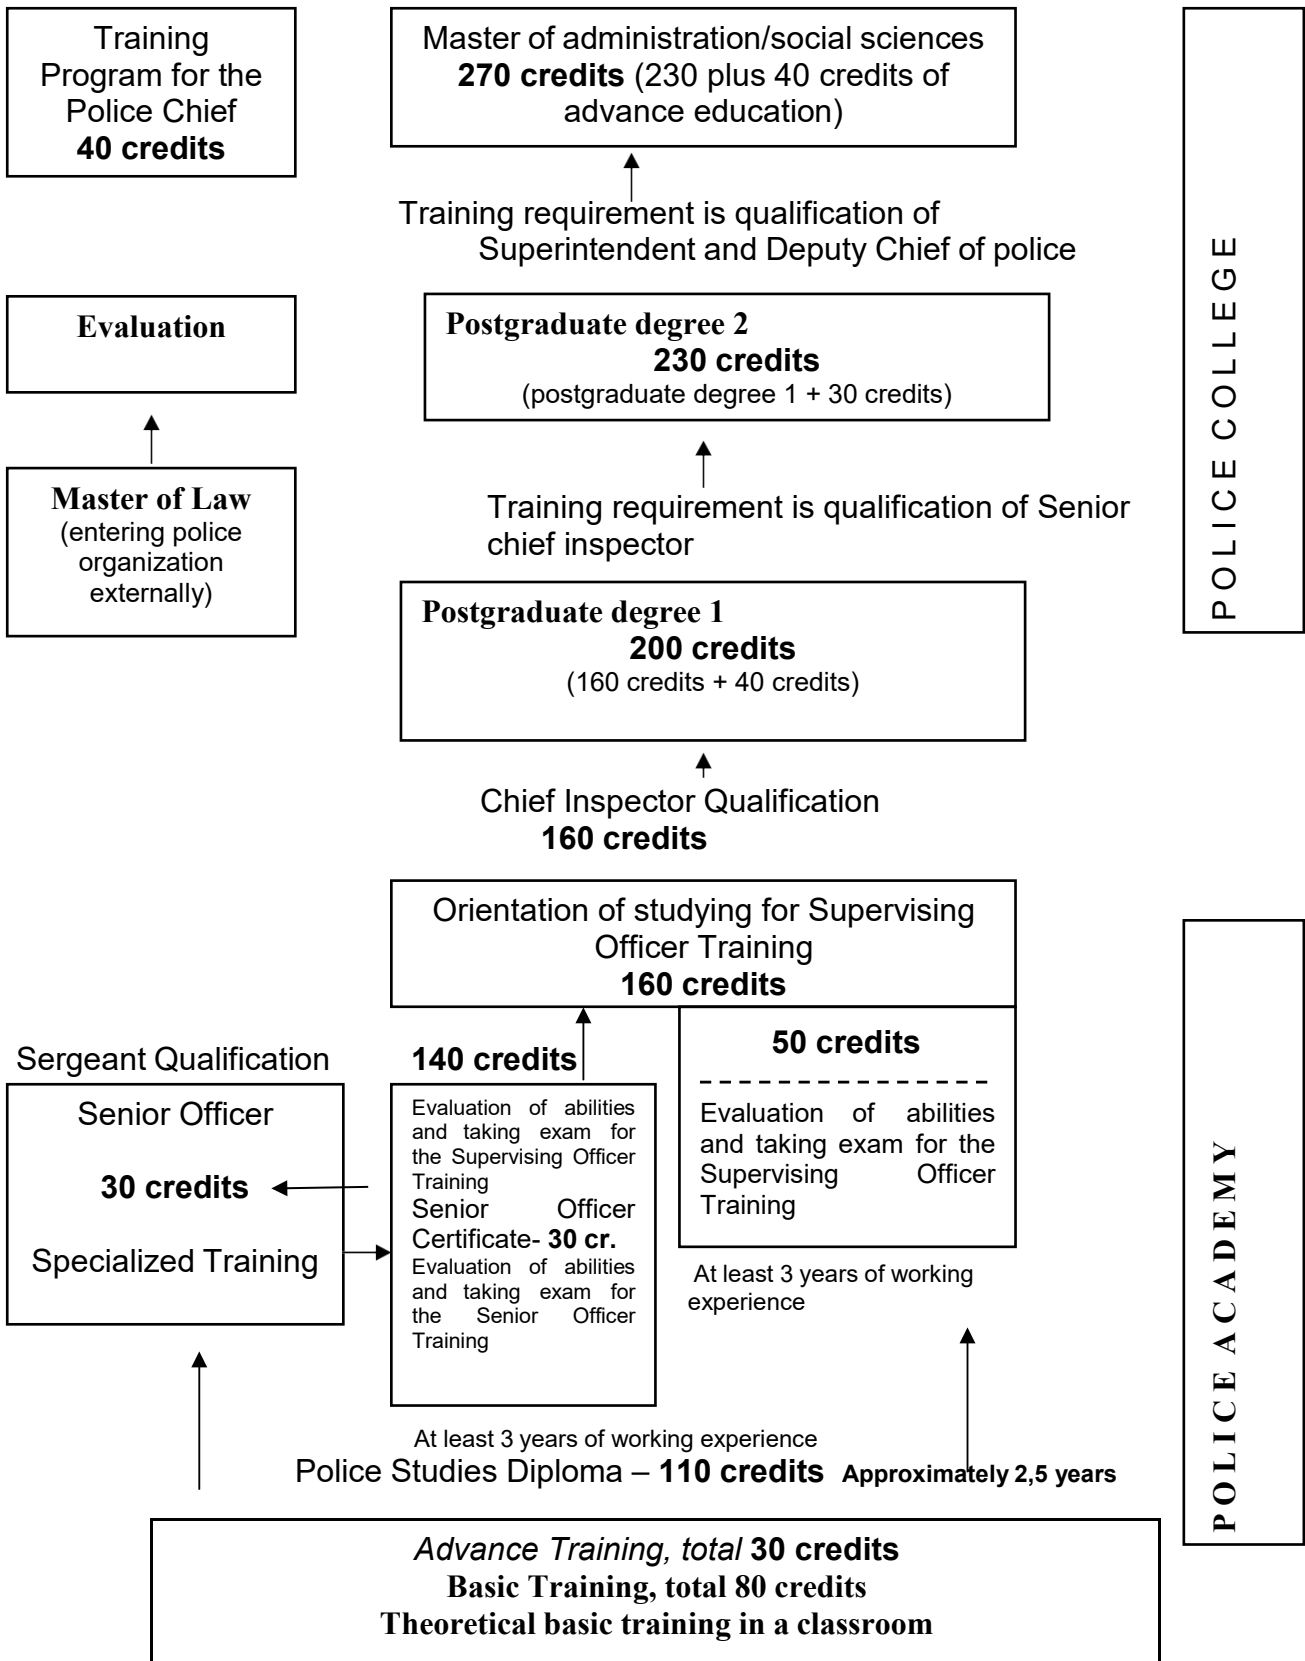 Training
Program for the
Police Chief
40 credits
Master of administration/social sciences
270 credits (230 plus 40 credits of
advance education)
Training requirement is qualification of
Superintendent and Deputy Chief of police
Evaluation
Postgraduate degree 2
230 credits
(postgraduate degree 1 + 30 credits)
Master of Law
(entering police
organization
externally)
Training requirement is qualification of Senior
chief inspector
Postgraduate degree 1
200 credits
(160 credits + 40 credits)
Chief Inspector Qualification
160 credits
POLICE COLLEGE
Orientation of studying for Supervising
Officer Training
160 credits
Sergeant Qualification
Senior Officer
30 credits
Specialized Training
140 credits
Evaluation of abilities
and taking exam for
the Supervising Officer
Training
Senior Officer
Certificate- 30 cr.
Evaluation of abilities
and taking exam for
the Senior Officer
Training
50 credits
Evaluation of abilities
and taking exam for the
Supervising Officer
Training
At least 3 years of working
experience
At least 3 years of working experience
Police Studies Diploma – 110 credits Approximately 2,5 years
Advance Training, total 30 credits
Basic Training, total 80 credits
Theoretical basic training in a classroom
POLICE ACADEMY